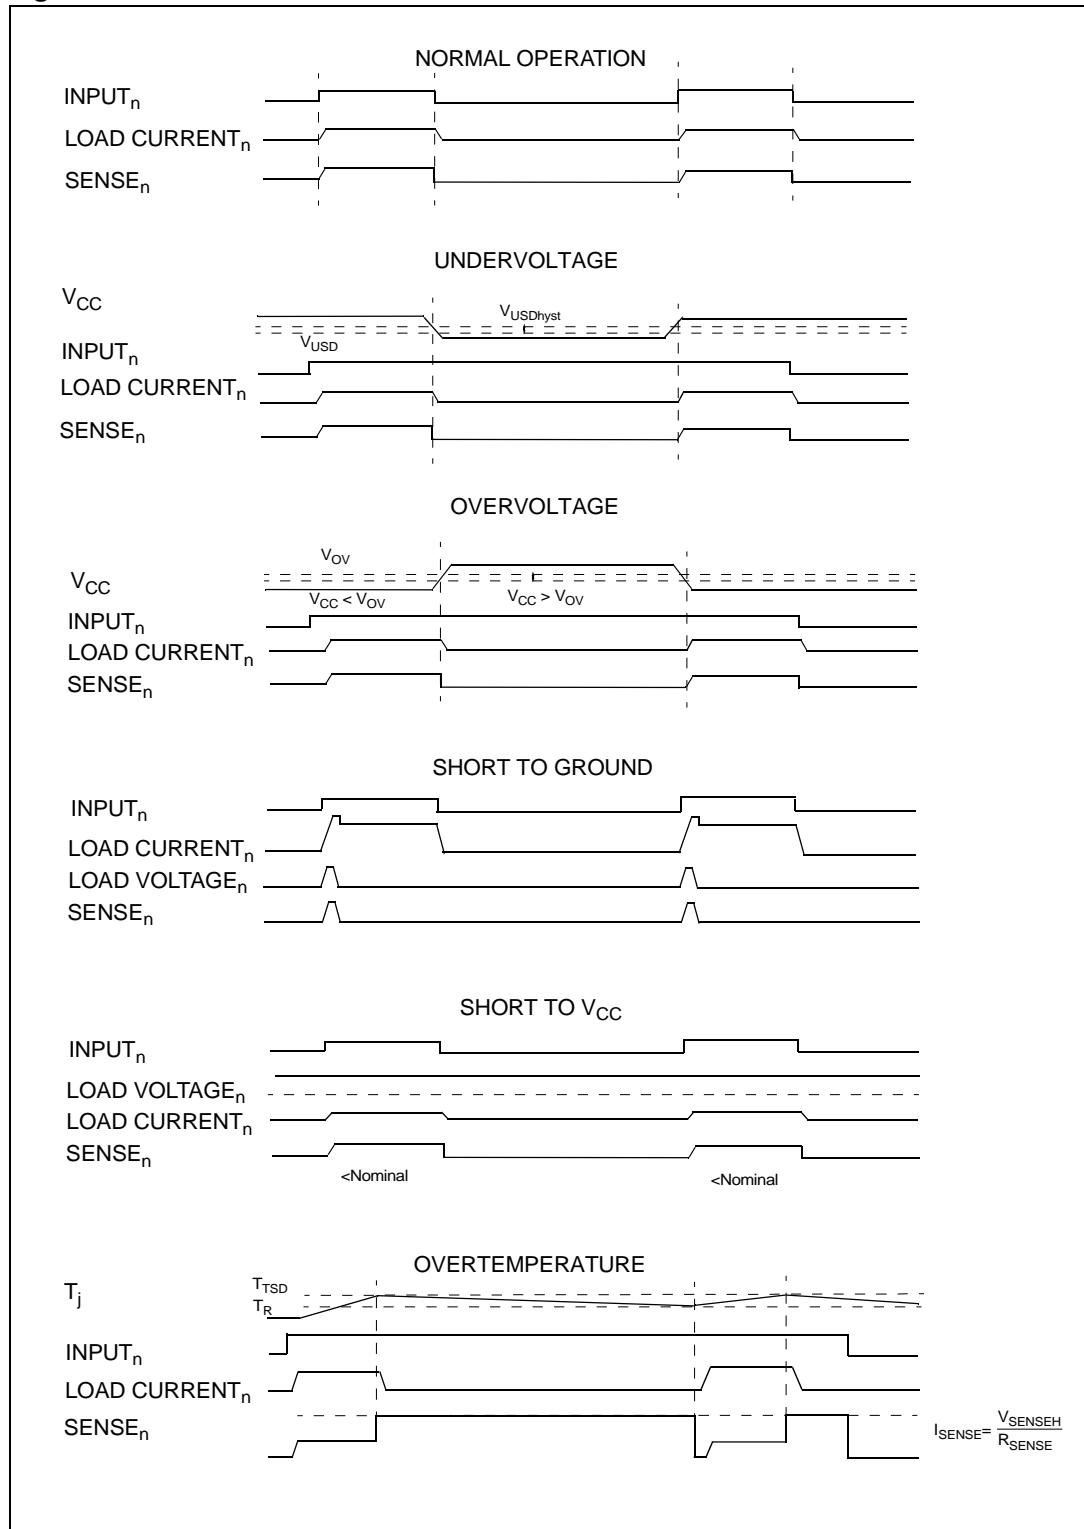 NORMAL OPERATION
INPUTn
LOAD CURRENTn
SENSEn
UNDERVOLTAGE
VCC
VUSDhyst
VUSD
INPUTn
LOAD CURRENTn
SENSEn
OVERVOLTAGE
VOV
VCC
VCC < VOV
VCC > VOV
INPUTn
LOAD CURRENTn
SENSEn
SHORT TO GROUND
INPUTn
LOAD CURRENTn
LOAD VOLTAGEn
SENSEn
SHORT TO VCC
INPUTn
LOAD VOLTAGEn
LOAD CURRENTn
SENSEn
<Nominal
<Nominal
OVERTEMPERATURE
Tj
TTSD
TR
INPUTn
LOAD CURRENTn
SENSEn
ISENSE= VSENSEH
RSENSE